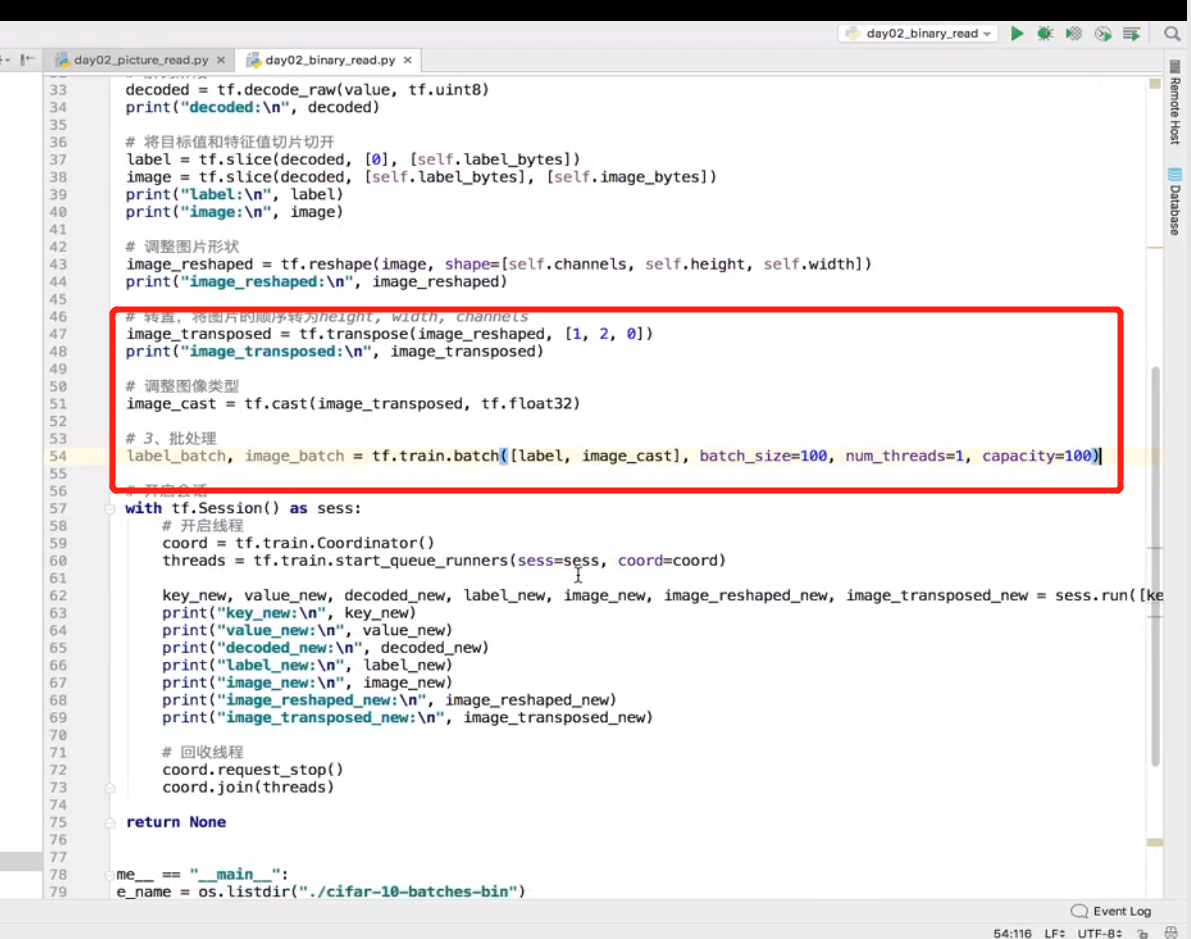 day02_binary_read
day02_picture_read.py × day02_binary_read.py ×
33 decoded = tf.decode_raw(value, tf.uint8)
34 print("decoded:\n", decoded)
35
36 # 将目标值和特征值切片切开
37 label = tf.slice(decoded, [0], [self.label_bytes])
38 image = tf.slice(decoded, [self.label_bytes], [self.image_bytes])
39 print("label:\n", label)
40 print("image:\n", image)
41
42 # 调整图片形状
43 image_reshaped = tf.reshape(image, shape=[self.channels, self.height, self.width])
44 print("image_reshaped:\n", image_reshaped)
45
46 # 转置，将图片的顺序转为height, width, channels
47 image_transposed = tf.transpose(image_reshaped, [1, 2, 0])
48 print("image_transposed:\n", image_transposed)
49
50 # 调整图像类型
51 image_cast = tf.cast(image_transposed, tf.float32)
52
53 # 3、批处理
54 label_batch, image_batch = tf.train.batch([label, image_cast], batch_size=100, num_threads=1, capacity=100)
55
56 # 开启会话
57 with tf.Session() as sess:
58 # 开启线程
59 coord = tf.train.Coordinator()
60 threads = tf.train.start_queue_runners(sess=sess, coord=coord)
61
62 key_new, value_new, decoded_new, label_new, image_new, image_reshaped_new, image_transposed_new = sess.run([ke
63 print("key_new:\n", key_new)
64 print("value_new:\n", value_new)
65 print("decoded_new:\n", decoded_new)
66 print("label_new:\n", label_new)
67 print("image_new:\n", image_new)
68 print("image_reshaped_new:\n", image_reshaped_new)
69 print("image_transposed_new:\n", image_transposed_new)
70
71 # 回收线程
72 coord.request_stop()
73 coord.join(threads)
74
75 return None
76
77
78 me__ == "__main__":
79 e_name = os.listdir("./cifar-10-batches-bin")
Remote Host
Database
Event Log
54:116 LF UTF-8